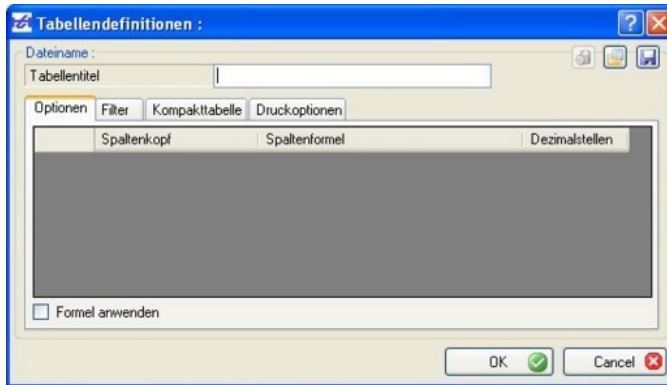 Tabellendefinitionen :
Dateiname :
Tabellentitel
Optionen Filter Kompakttabelle Druckoptionen
Spaltenkopf Spaltenformel Dezimalstellen
Formel anwenden
OK Cancel